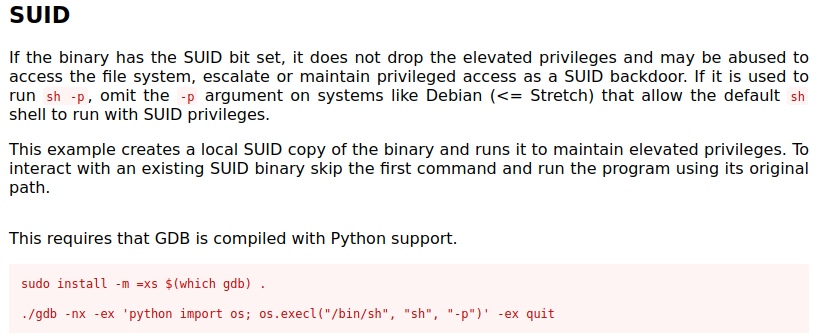 SUID
If the binary has the SUID bit set, it does not drop the elevated privileges and may be abused to
access the file system, escalate or maintain privileged access as a SUID backdoor. If it is used to
run sh -p, omit the -p argument on systems like Debian (<= Stretch) that allow the default sh
shell to run with SUID privileges.
This example creates a local SUID copy of the binary and runs it to maintain elevated privileges. To
interact with an existing SUID binary skip the first command and run the program using its original
path.
This requires that GDB is compiled with Python support.
sudo install -m =xs $(which gdb) .
./gdb -nx -ex 'python import os; os.execl("/bin/sh", "sh", "-p")' -ex quit